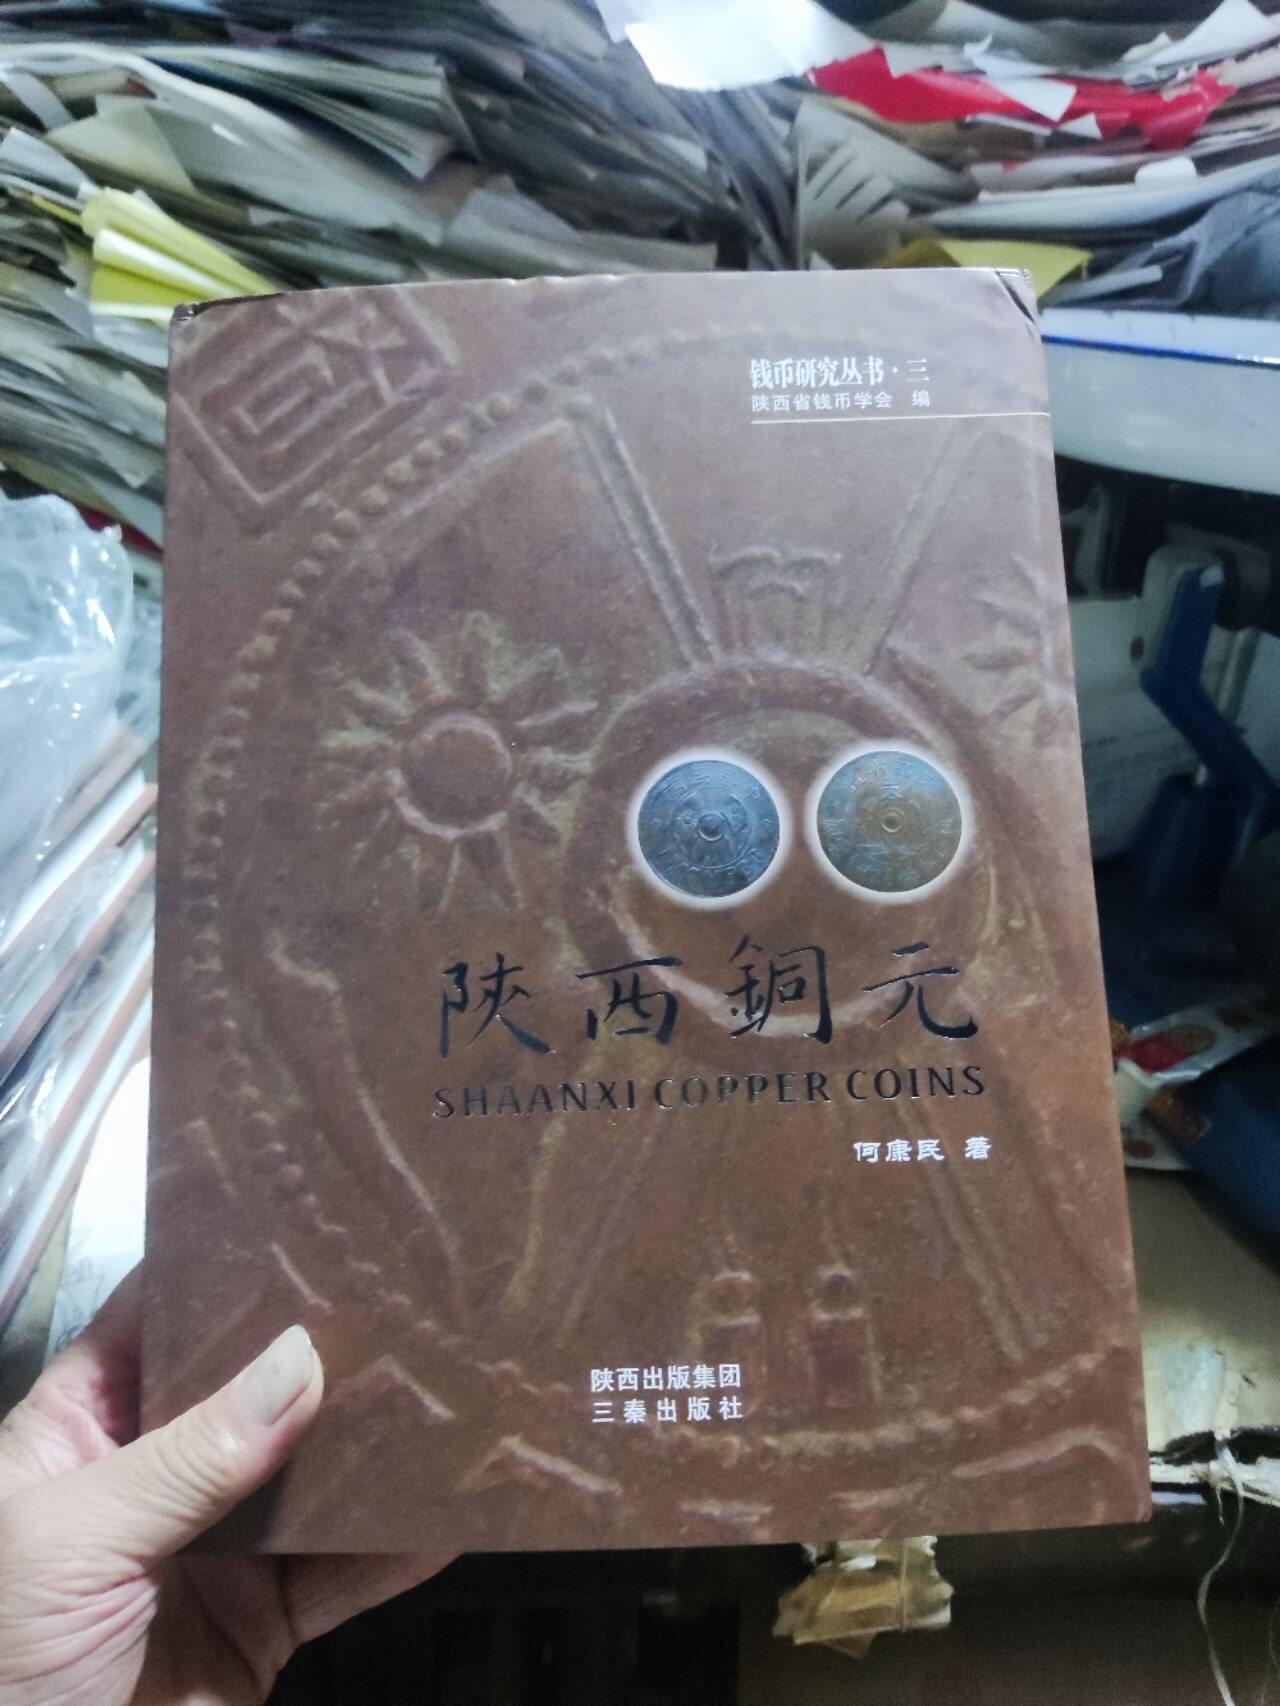 钱币研究丛书·三
陕西省钱币学会 编
陝西銅元
SHAANXI COPPER COINS
何康民 著
陕西出版集团
三秦出版社